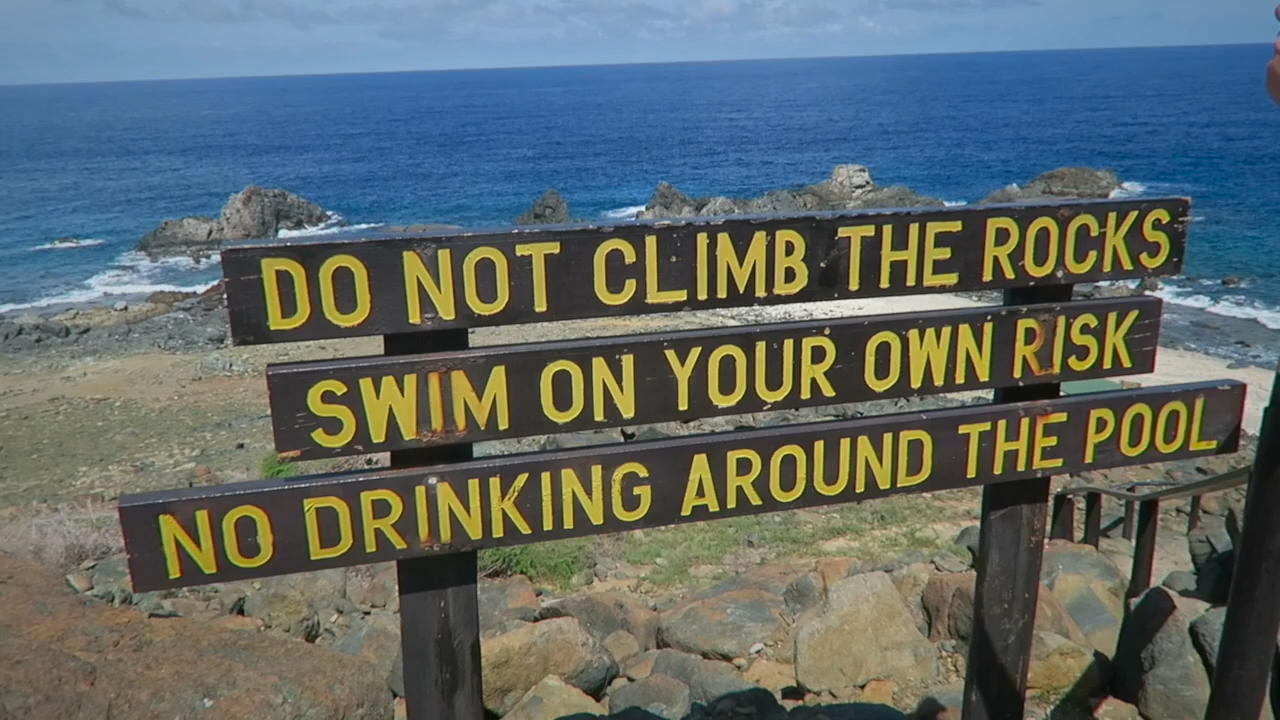 DO NOT CLIMB THE ROCKS
SWIM ON YOUR OWN RISK
NO DRINKING AROUND THE POOL